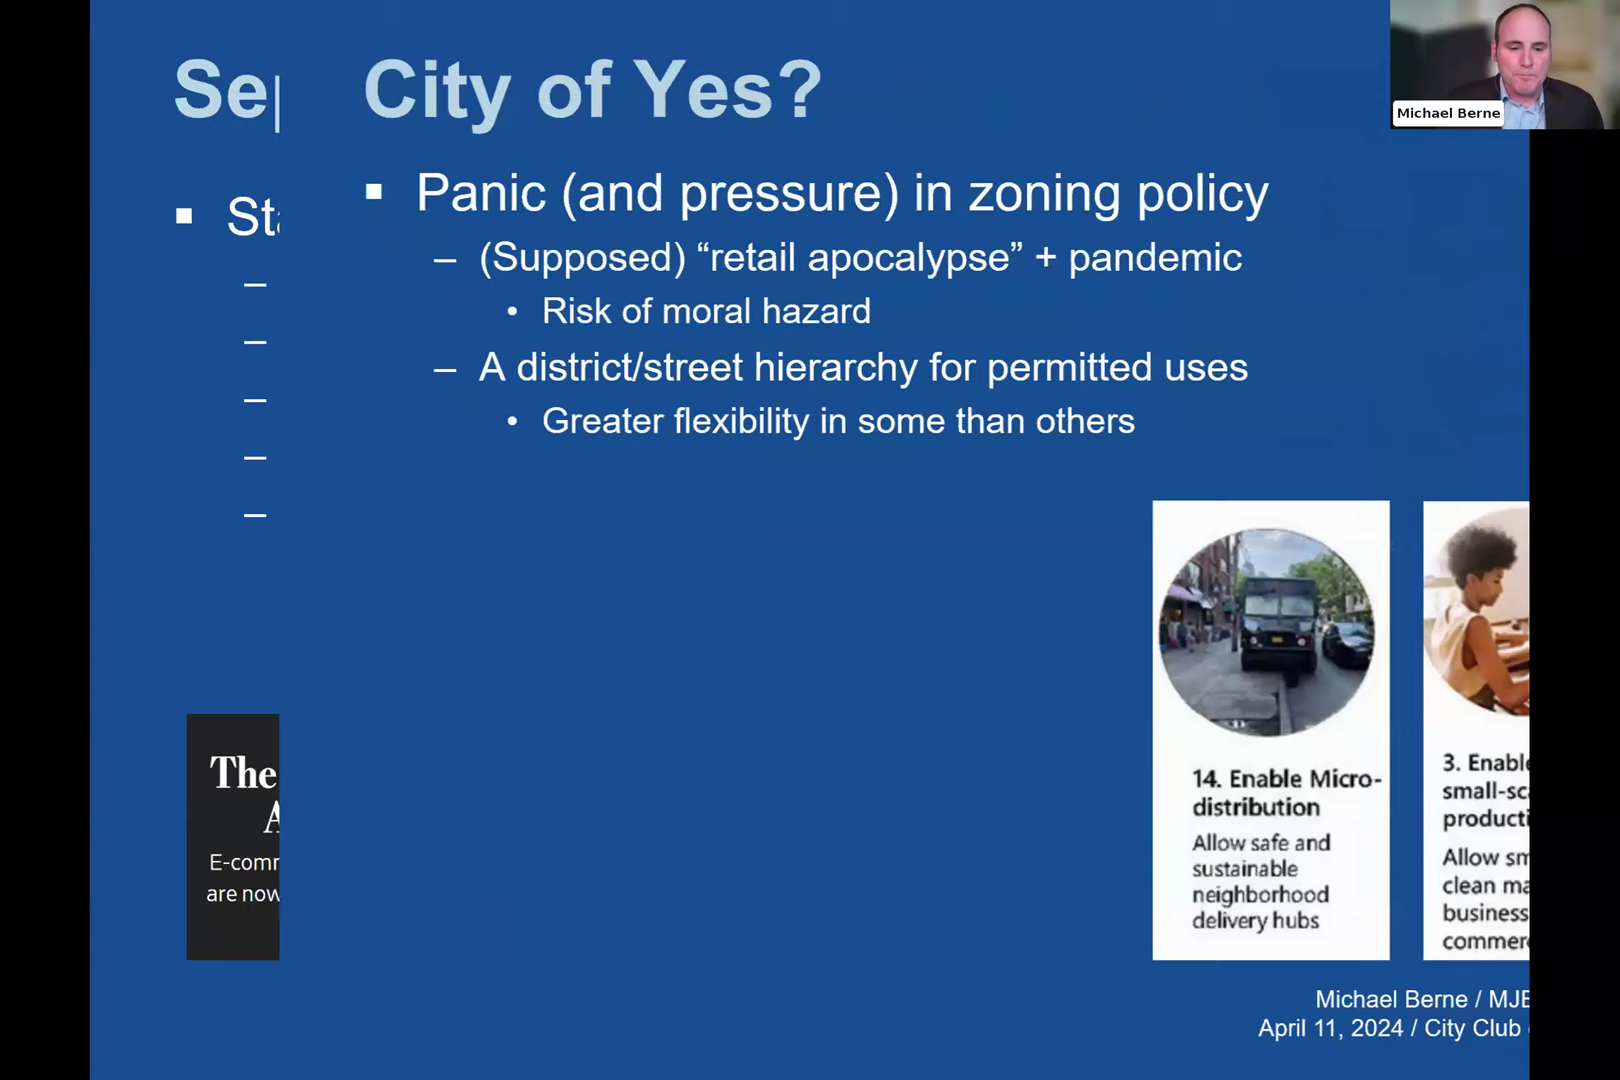 Michael Berne
City of Yes?
Panic (and pressure) in zoning policy
– (Supposed) “retail apocalypse” + pandemic
• Risk of moral hazard
– A district/street hierarchy for permitted uses
• Greater flexibility in some than others
The
E-comm
are now
14. Enable Micro-
distribution
Allow safe and
sustainable
neighborhood
delivery hubs
3. Enable
small-sc
producti
Allow sm
clean ma
business
commer
Michael Berne / MJB
April 11, 2024 / City Club